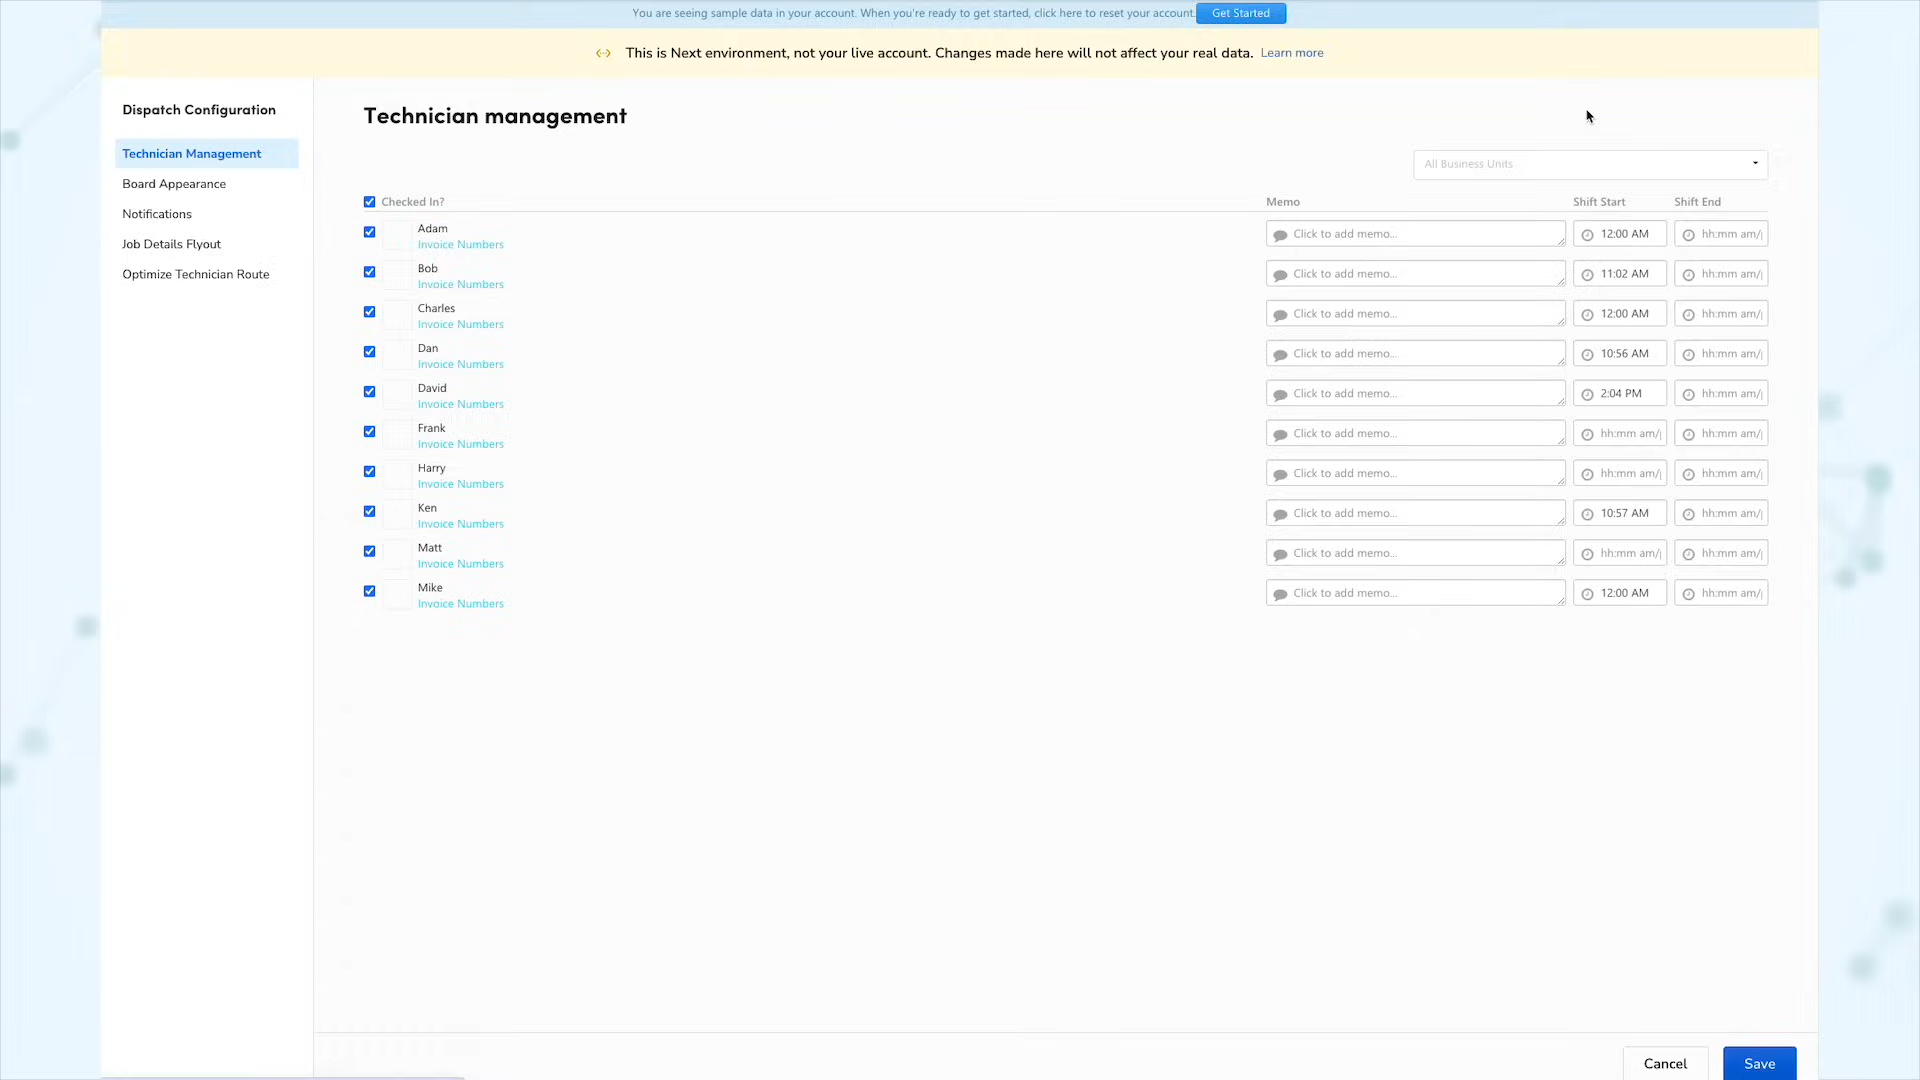 You are seeing sample data in your account. When you're ready to get started, click here to reset your account. Get Started
This is Next environment, not your live account. Changes made here will not affect your real data. Learn more
Dispatch Configuration
Technician Management
Board Appearance
Notifications
Job Details Flyout
Optimize Technician Route
Technician management
All Business Units
Checked In? Memo Shift Start Shift End
Adam
Invoice Numbers
Click to add memo... 12:00 AM hh:mm am/
Bob
Invoice Numbers
Click to add memo... 11:02 AM hh:mm am/
Charles
Invoice Numbers
Click to add memo... 12:00 AM hh:mm am/
Dan
Invoice Numbers
Click to add memo... 10:56 AM hh:mm am/
David
Invoice Numbers
Click to add memo... 2:04 PM hh:mm am/
Frank
Invoice Numbers
Click to add memo... hh:mm am/ hh:mm am/
Harry
Invoice Numbers
Click to add memo... hh:mm am/ hh:mm am/
Ken
Invoice Numbers
Click to add memo... 10:57 AM hh:mm am/
Matt
Invoice Numbers
Click to add memo... hh:mm am/ hh:mm am/
Mike
Invoice Numbers
Click to add memo... 12:00 AM hh:mm am/
Cancel Save